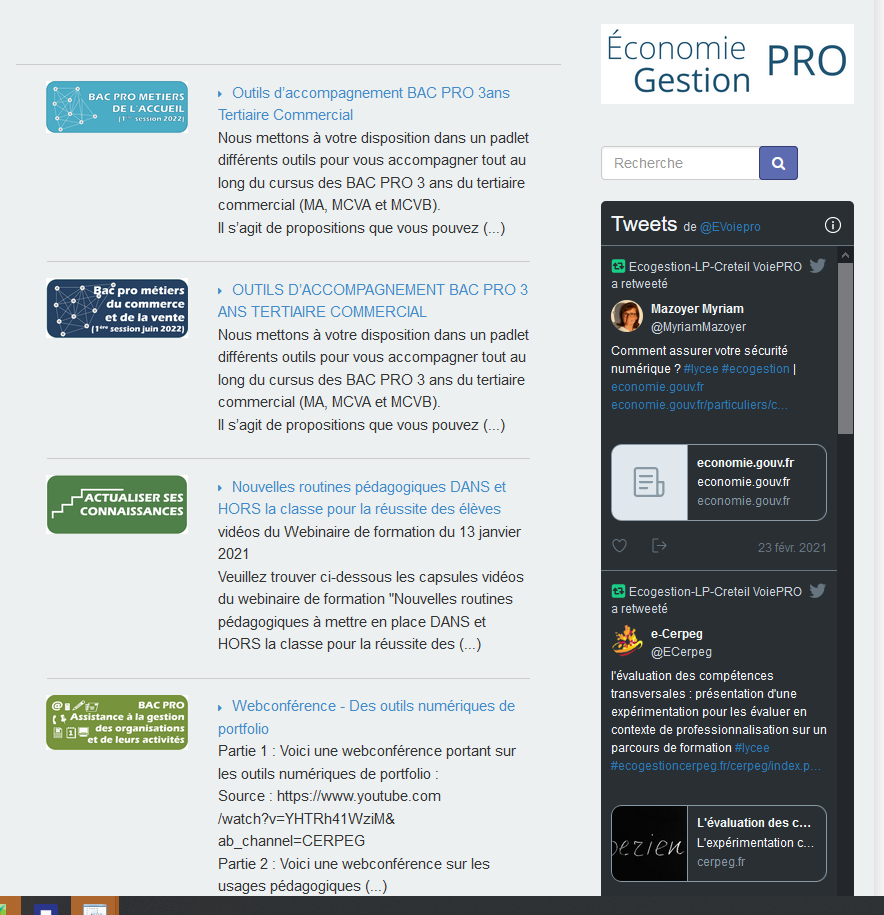 BAC PRO METIERS
DE L'ACCUEIL
(1ère session 2022)
Outils d'accompagnement BAC PRO 3ans
Tertiaire Commercial
Nous mettons à votre disposition dans un padlet
différents outils pour vous accompagner tout au
long du cursus des BAC PRO 3 ans du tertiaire
commercial (MA, MCVA et MCVB).
Il s'agit de propositions que vous pouvez (...)
Bac pro métiers
du commerce
et de la vente
(1ère session juin 2022)
OUTILS D'ACCOMPAGNEMENT BAC PRO 3
ANS TERTIAIRE COMMERCIAL
Nous mettons à votre disposition dans un padlet
différents outils pour vous accompagner tout au
long du cursus des BAC PRO 3 ans du tertiaire
commercial (MA, MCVA et MCVB).
Il s'agit de propositions que vous pouvez (...)
ACTUALISER SES
CONNAISSANCES
Nouvelles routines pédagogiques DANS et
HORS la classe pour la réussite des élèves
vidéos du Webinaire de formation du 13 janvier
2021
Veuillez trouver ci-dessous les capsules vidéos
du webinaire de formation "Nouvelles routines
pédagogiques à mettre en place DANS et
HORS la classe pour la réussite des (...)
BAC PRO
Assistance à la gestion
des organisations
et de leurs activités
Webconférence - Des outils numériques de
portfolio
Partie 1 : Voici une webconférence portant sur
les outils numériques de portfolio :
Source : https://www.youtube.com
/watch?v=YHTRh41WziM&
ab_channel=CERPEG
Partie 2 : Voici une webconférence sur les
usages pédagogiques (...)
Économie
Gestion PRO
Recherche
Tweets de @EVoiepro
Ecogestion-LP-Creteil VoiePRO
a retweeté
Mazoyer Myriam
@MyriamMazoyer
Comment assurer votre sécurité
numérique ? #lycee #ecogestion |
economie.gouv.fr
economie.gouv.fr/particuliers/c...
economie.gouv.fr
economie.gouv.fr
economie.gouv.fr
23 févr. 2021
Ecogestion-LP-Creteil VoiePRO
a retweeté
e-Cerpeg
@ECerpeg
l'évaluation des compétences
transversales : présentation d'une
expérimentation pour les évaluer en
contexte de professionnalisation sur un
parcours de formation #lycee
#ecogestioncerpeg.fr/cerpeg/index.p...
perien
L'évaluation des c...
L'expérimentation c...
cerpeg.fr